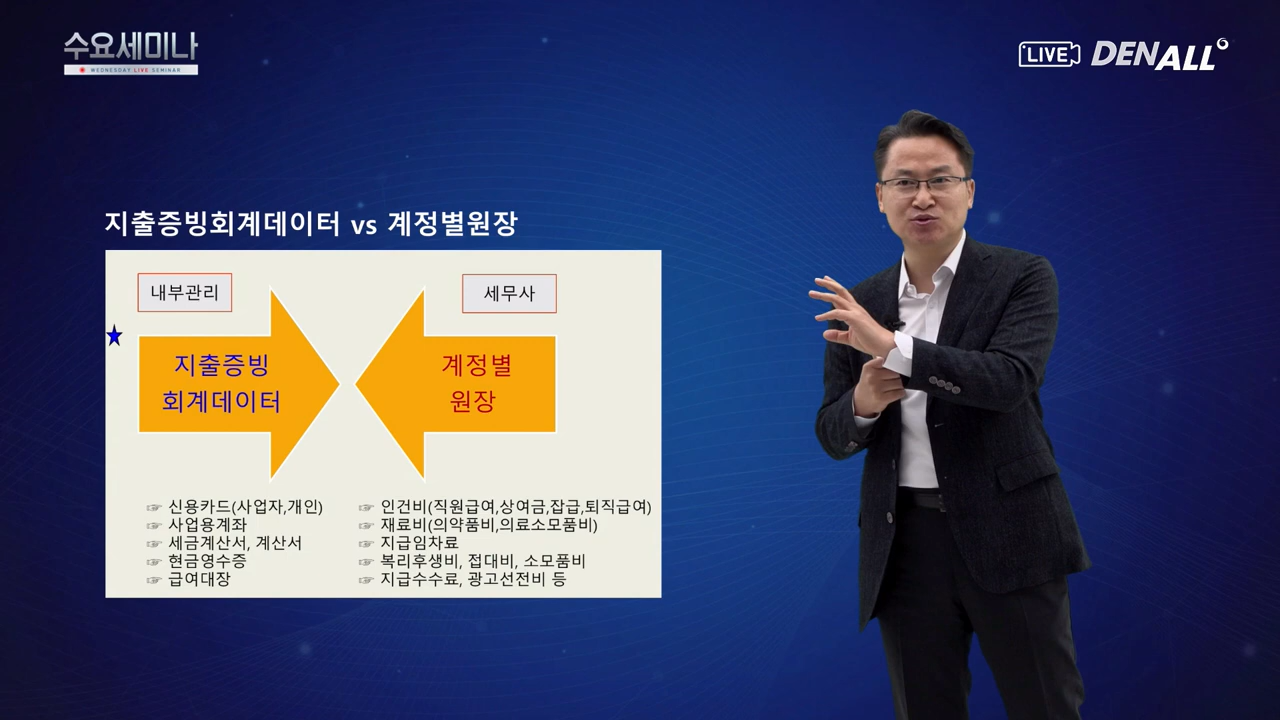 수요세미나
WEDNESDAY LIVE SEMINAR
LIVE DENALL
지출증빙회계데이터 vs 계정별원장
내부관리
세무사
지출증빙
회계데이터
계정별
원장
☞ 신용카드(사업자,개인)
☞ 사업용계좌
☞ 세금계산서, 계산서
☞ 현금영수증
☞ 급여대장
☞ 인건비(직원급여,상여금,잡급,퇴직급여)
☞ 재료비(의약품비,의료소모품비)
☞ 지급임차료
☞ 복리후생비, 접대비, 소모품비
☞ 지급수수료, 광고선전비 등